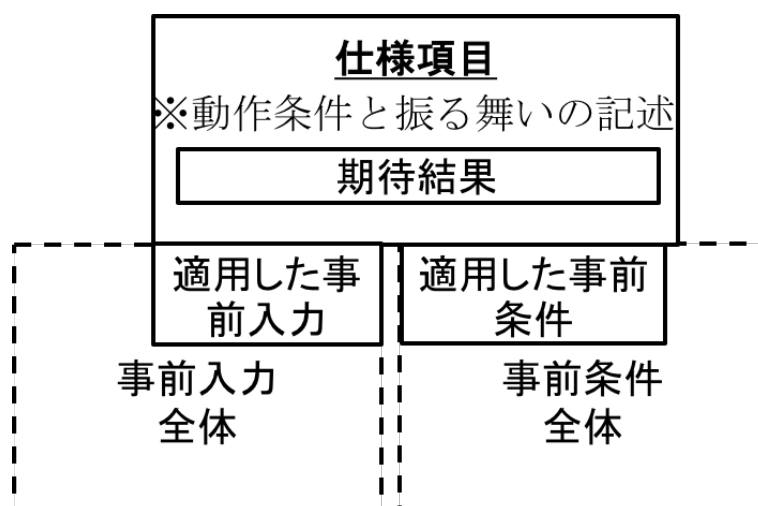 仕様項目
※動作条件と振る舞いの記述
期待結果
適用した事
前入力
適用した事前
条件
事前入力
全体
事前条件
全体